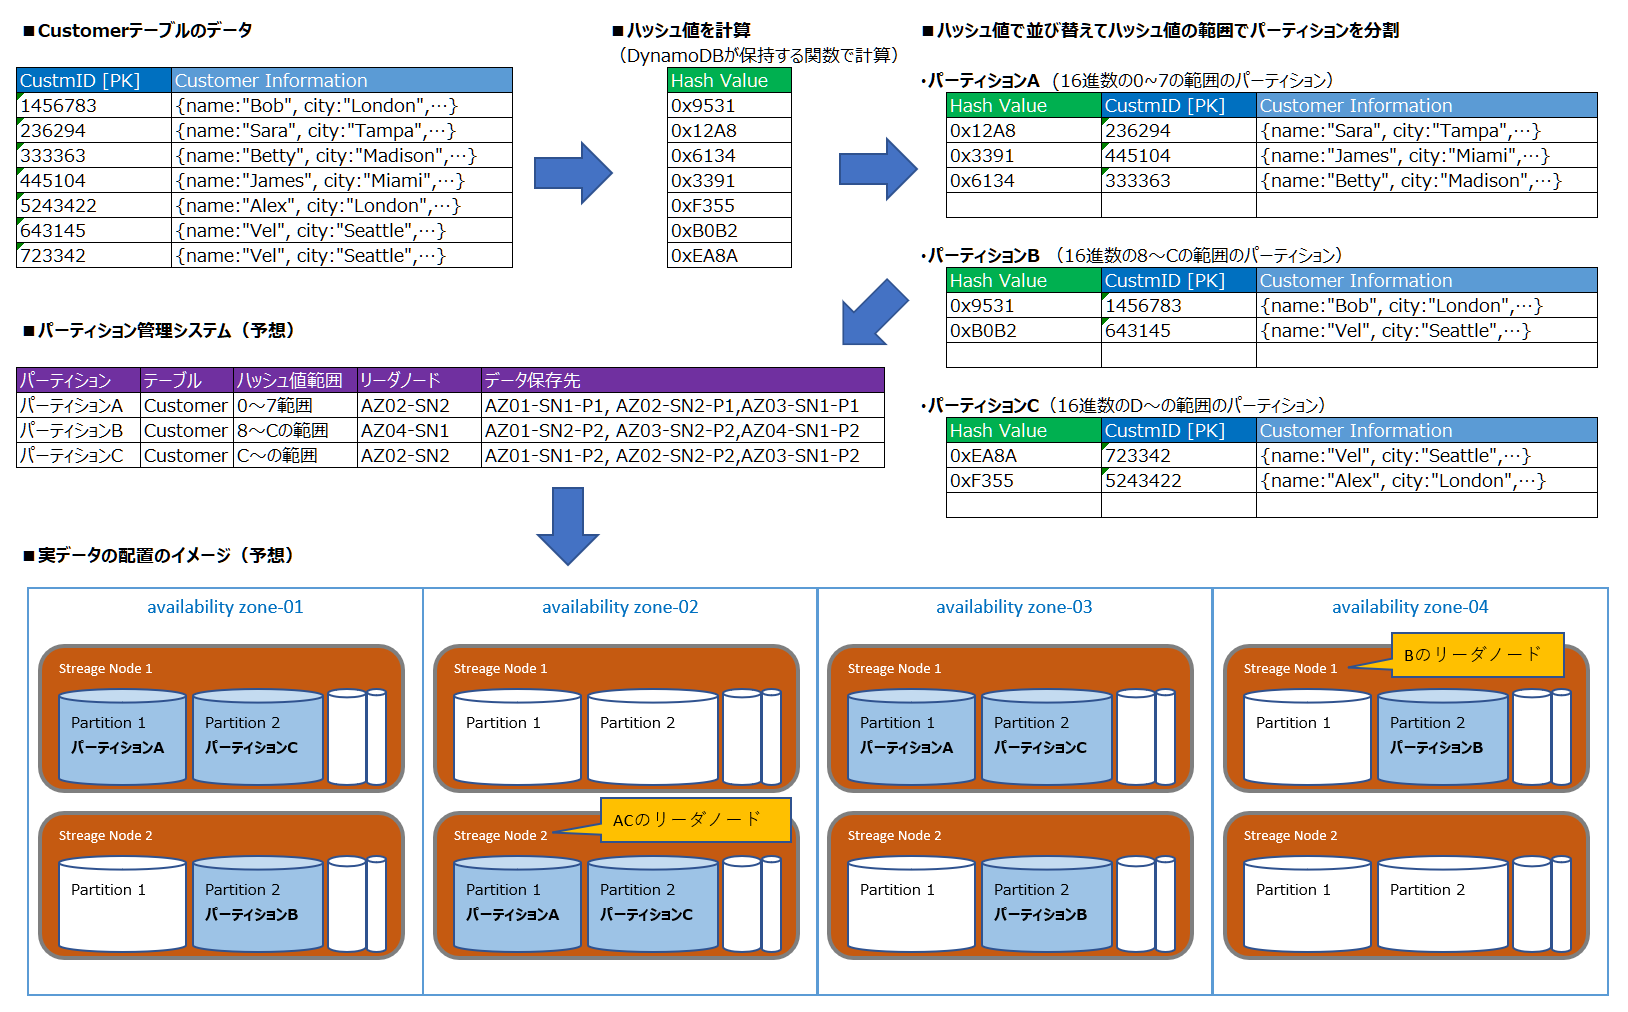 ■Customerテーブルのデータ
CustmID [PK] Customer Information
1456783 {name:"Bob", city:"London",…}
236294 {name:"Sara", city:"Tampa",…}
333363 {name:"Betty", city:"Madison",…}
445104 {name:"James", city:"Miami",…}
5243422 {name:"Alex", city:"London",…}
643145 {name:"Vel", city:"Seattle",…}
723342 {name:"Vel", city:"Seattle",…}
■ハッシュ値を計算
（DynamoDBが保持する関数で計算）
Hash Value
0x9531
0x12A8
0x6134
0x3391
0xF355
0xB0B2
0xEA8A
■ハッシュ値で並び替えてハッシュ値の範囲でパーティションを分割
・パーティションA （16進数の0~7の範囲のパーティション）
Hash Value CustmID [PK] Customer Information
0x12A8 236294 {name:"Sara", city:"Tampa",…}
0x3391 445104 {name:"James", city:"Miami",…}
0x6134 333363 {name:"Betty", city:"Madison",…}
・パーティションB （16進数の8～Cの範囲のパーティション）
Hash Value CustmID [PK] Customer Information
0x9531 1456783 {name:"Bob", city:"London",…}
0xB0B2 643145 {name:"Vel", city:"Seattle",…}
・パーティションC（16進数のD～の範囲のパーティション）
Hash Value CustmID [PK] Customer Information
0xEA8A 723342 {name:"Vel", city:"Seattle",…}
0xF355 5243422 {name:"Alex", city:"London",…}
■パーティション管理システム（予想）
パーティション テーブル ハッシュ値範囲 リーダノード データ保存先
パーティションA Customer 0～7範囲 AZ02-SN2 AZ01-SN1-P1, AZ02-SN2-P1,AZ03-SN1-P1
パーティションB Customer 8～Cの範囲 AZ04-SN1 AZ01-SN2-P2, AZ03-SN2-P2,AZ04-SN1-P2
パーティションC Customer C～の範囲 AZ02-SN2 AZ01-SN1-P2, AZ02-SN2-P2,AZ03-SN1-P2
■実データの配置のイメージ（予想）
availability zone-01
Streage Node 1
Partition 1
パーティションA
Partition 2
パーティションC
Streage Node 2
Partition 1
Partition 2
パーティションB
availability zone-02
Streage Node 1
Partition 1
Partition 2
ACのリーダノード
Streage Node 2
Partition 1
パーティションA
Partition 2
パーティションC
availability zone-03
Streage Node 1
Partition 1
パーティションA
Partition 2
パーティションC
Streage Node 2
Partition 1
Partition 2
パーティションB
availability zone-04
Bのリーダノード
Streage Node 1
Partition 1
Partition 2
パーティションB
Streage Node 2
Partition 1
Partition 2